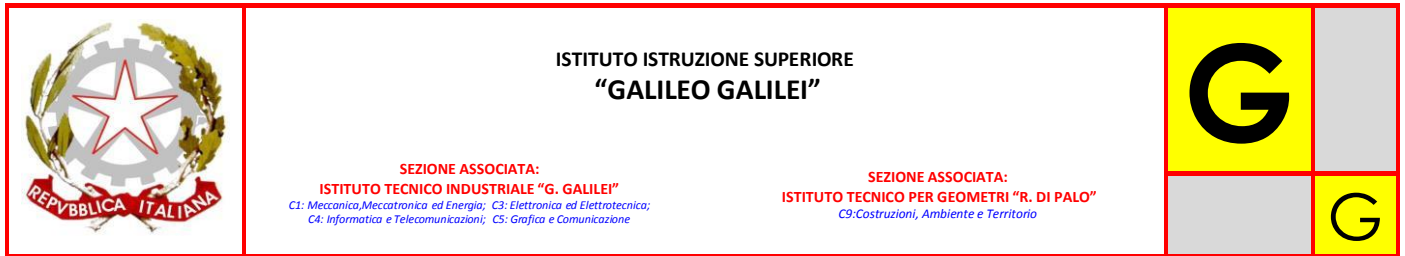 REPVBBLICA ITALIANA
ISTITUTO ISTRUZIONE SUPERIORE
“GALILEO GALILEI”
SEZIONE ASSOCIATA:
ISTITUTO TECNICO INDUSTRIALE “G. GALILEI”
C1: Meccanica,Meccatronica ed Energia; C3: Elettronica ed Elettrotecnica;
C4: Informatica e Telecomunicazioni; C5: Grafica e Comunicazione
SEZIONE ASSOCIATA:
ISTITUTO TECNICO PER GEOMETRI “R. DI PALO”
C9:Costruzioni, Ambiente e Territorio
G
G